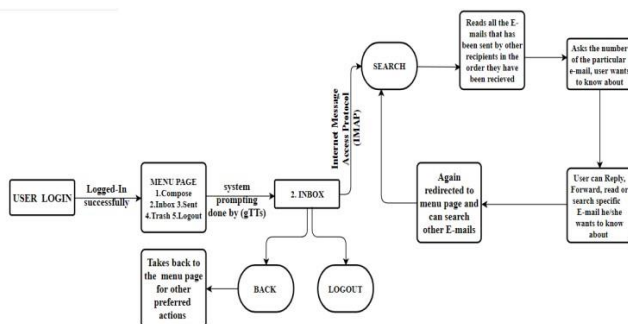 USER LOGIN
Logged-In
successfully
MENU PAGE
1.Compose
2.Inbox 3.Sent
4.Trash 5.Logout
system
prompting
done by (gTTs)
2. INBOX
Internet Message
Access Protocol
(IMAP)
SEARCH
Reads all the E-
mails that has
been sent by other
recipients in the
order they have
been recieved
Asks the number
of the particular
e-mail, user wants
to know about
User can Reply,
Forward, read or
search specific
E-mail he/she
wants to know
about
Again
redirected to
menu page and
can search
other E-mails
BACK
LOGOUT
Takes back to
the menu page
for other
preferred
actions